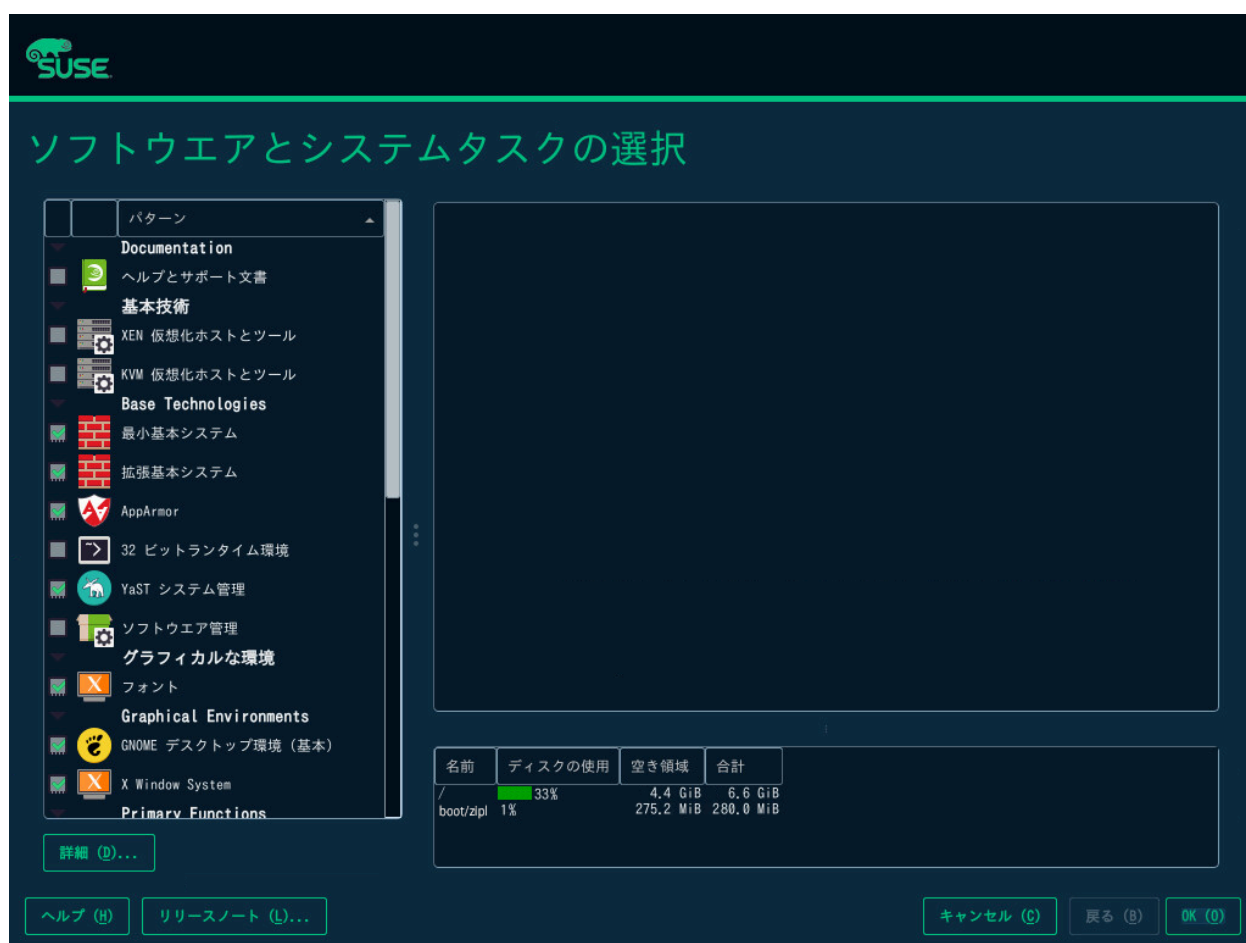 SUSE
ソフトウエアとシステムタスクの選択
パターン
Documentation
ヘルプとサポート文書
基本技術
XEN 仮想化ホストとツール
KVM 仮想化ホストとツール
Base Technologies
最小基本システム
拡張基本システム
AppArmor
32 ビットランタイム環境
YaST システム管理
ソフトウエア管理
グラフィカルな環境
フォント
Graphical Environments
GNOME デスクトップ環境 (基本)
X Window System
Primary Functions
名前 ディスクの使用 空き領域 合計
/ 33% 4.4 GiB 6.6 GiB
boot/zipl 1% 275.2 MiB 280.0 MiB
詳細 (D)...
ヘルプ (H) リリースノート (L)... キャンセル (C) 戻る (B) OK (O)